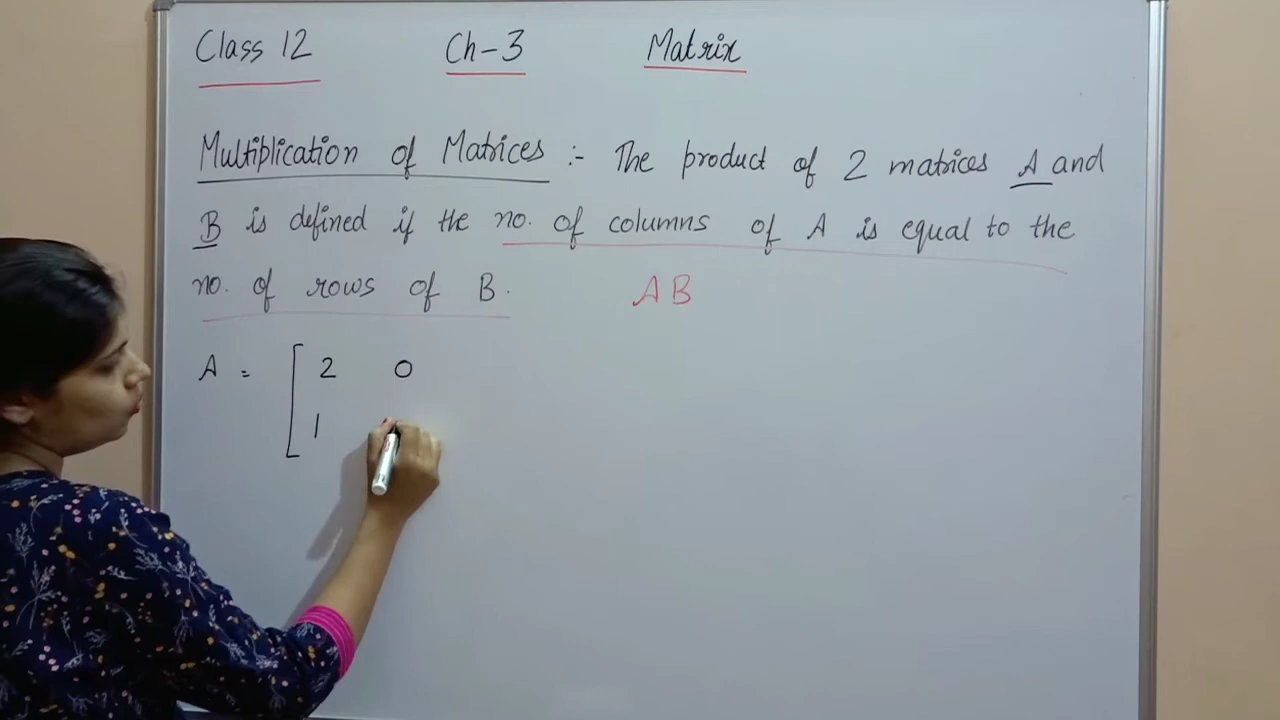 Class 12 Ch-3 Matrix
Multiplication of Matrices :- The product of 2 matrices A and
B is defined if the no. of columns of A is equal to the
no. of rows of B. AB
A = [ 2 0
1